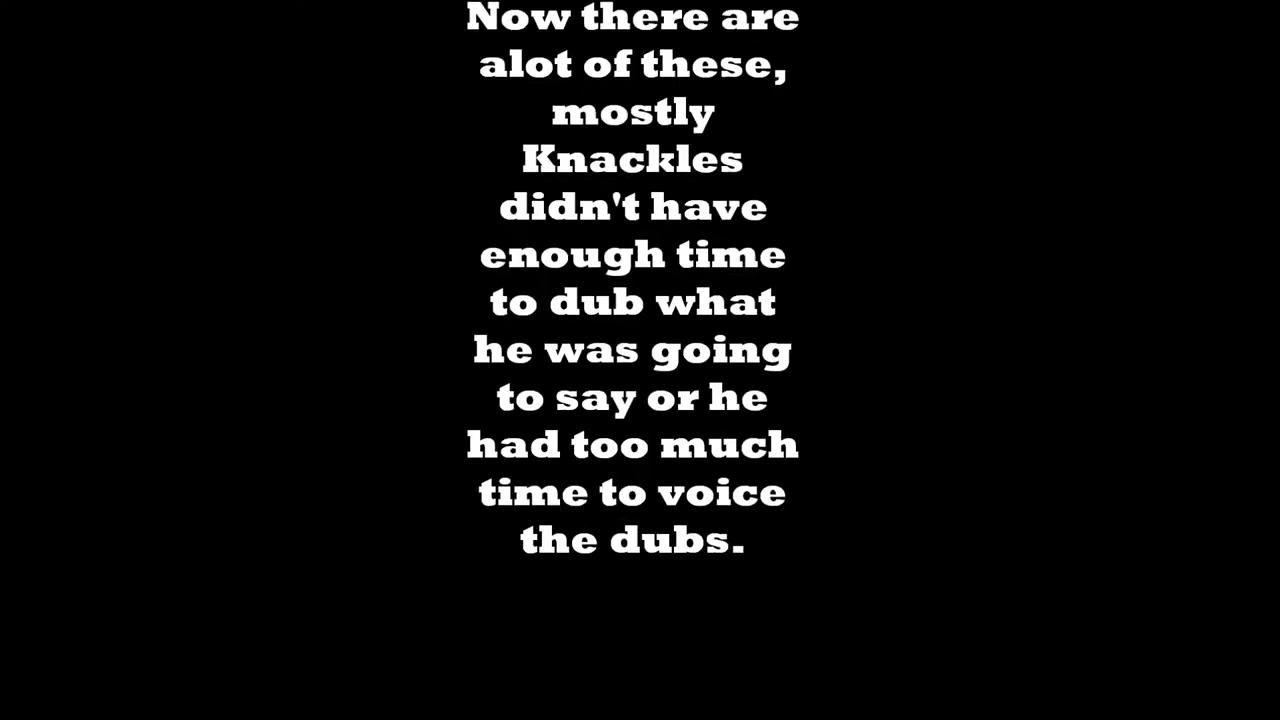 Now there are
alot of these,
mostly
Knackles
didn't have
enough time
to dub what
he was going
to say or he
had too much
time to voice
the dubs.